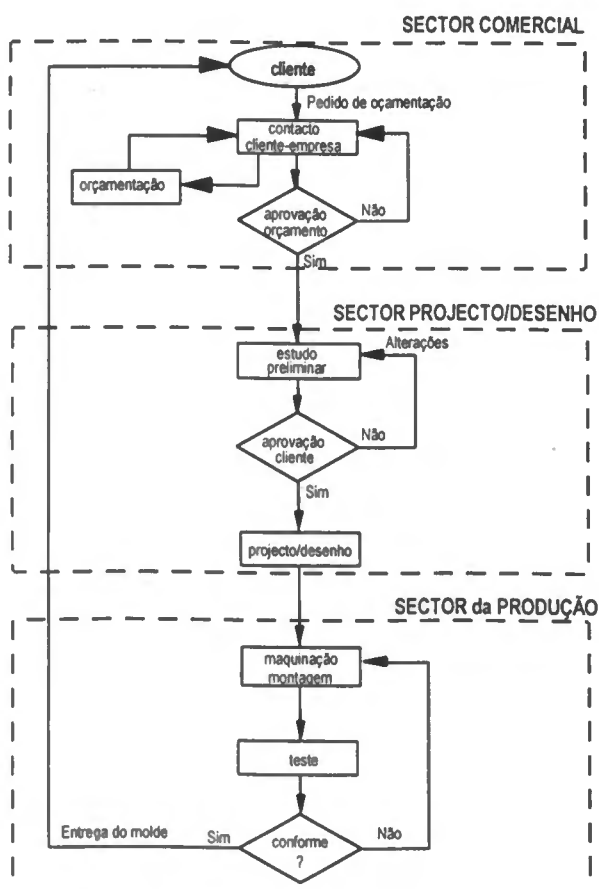 SECTOR COMERCIAL
cliente
Pedido de oçamentação
contacto
cliente-empresa
orçamentação
aprovação
orçamento
Não
Sim
SECTOR PROJECTO/DESENHO
Alterações
estudo
preliminar
aprovação
cliente
Não
Sim
projecto/desenho
SECTOR da PRODUÇÃO
maquinação
montagem
teste
Entrega do molde
Sim
conforme
?
Não